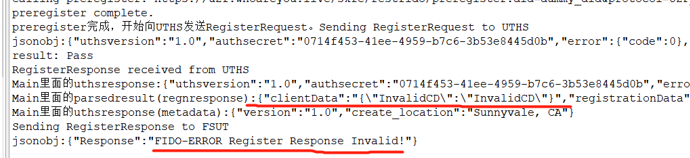 preregister complete.
preregister完成，开始向UTHS发送RegisterRequest。Sending RegisterRequest to UTHS
jsonobj:{"uthsversion":"1.0","authsecret":"0714f453-41ee-4959-b7c6-3b53e8445d0b","error":{"code":0},
result: Pass
RegisterResponse received from UTHS
Main里面的uthsresponse:{"uthsversion":"1.0","authsecret":"0714f453-41ee-4959-b7c6-3b53e8445d0b","erro
Main里面的parsedresult(regnresponse):{"clientData":"{\"InvalidCD\":\"InvalidCD\"}","registrationData"
Main里面的uthsresponse(metadata):{"version":"1.0","create_location":"Sunnyvale, CA"}
Sending RegisterResponse to FSUT
jsonobj:{"Response":"FIDO-ERROR Register Response Invalid!"}